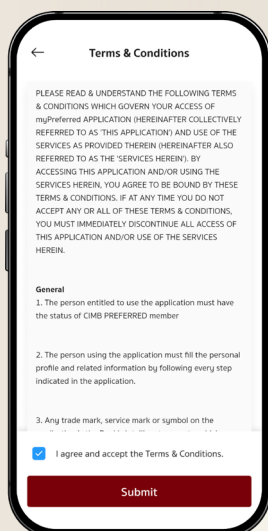 Terms & Conditions
PLEASE READ & UNDERSTAND THE FOLLOWING TERMS
& CONDITIONS WHICH GOVERN YOUR ACCESS OF
myPreferred APPLICATION (HEREINAFTER COLLECTIVELY
REFERRED TO AS 'THIS APPLICATION') AND USE OF THE
SERVICES AS PROVIDED THEREIN (HEREINAFTER ALSO
REFERRED TO AS THE 'SERVICES HEREIN'). BY
ACCESSING THIS APPLICATION AND/OR USING THE
SERVICES HEREIN, YOU AGREE TO BE BOUND BY THESE
TERMS & CONDITIONS. IF AT ANY TIME YOU DO NOT
ACCEPT ANY OR ALL OF THESE TERMS & CONDITIONS,
YOU MUST IMMEDIATELY DISCONTINUE ALL ACCESS OF
THIS APPLICATION AND/OR USE OF THE SERVICES
HEREIN.
General
1. The person entitled to use the application must have
the status of CIMB PREFERRED member
2. The person using the application must fill the personal
profile and related information by following every step
indicated in the application.
3. Any trade mark, service mark or symbol on the
I agree and accept the Terms & Conditions.
Submit